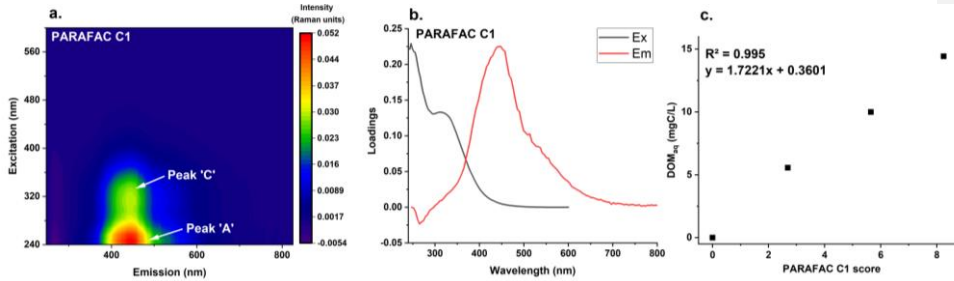 a.
PARAFAC C1
Excitation (nm)
560
480
400
320
240
Peak 'C'
Peak 'A'
200
400
600
800
Emission (nm)
Intensity
(Raman units)
0.052
0.045
0.038
0.030
0.023
0.016
0.0089
0.0017
-0.0054
b.
PARAFAC C1
Ex
Em
Loadings
0.25
0.20
0.15
0.10
0.05
0.00
-0.05
300
400
500
600
700
800
Wavelength (nm)
c.
R² = 0.995
y = 1.7221x + 0.3601
DOMaq (mgC/L)
15
10
5
0
0
2
4
6
8
PARAFAC C1 score